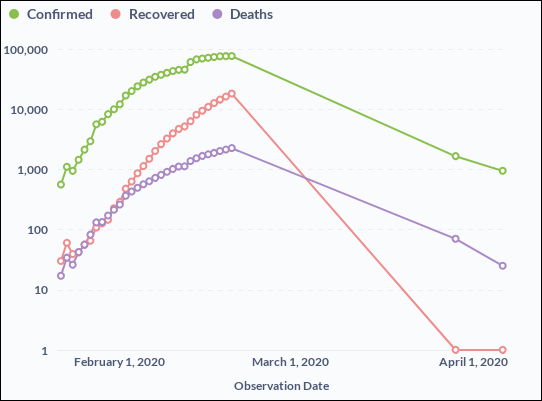 Confirmed Recovered Deaths
100,000
10,000
1,000
100
10
1
February 1, 2020 March 1, 2020 April 1, 2020
Observation Date